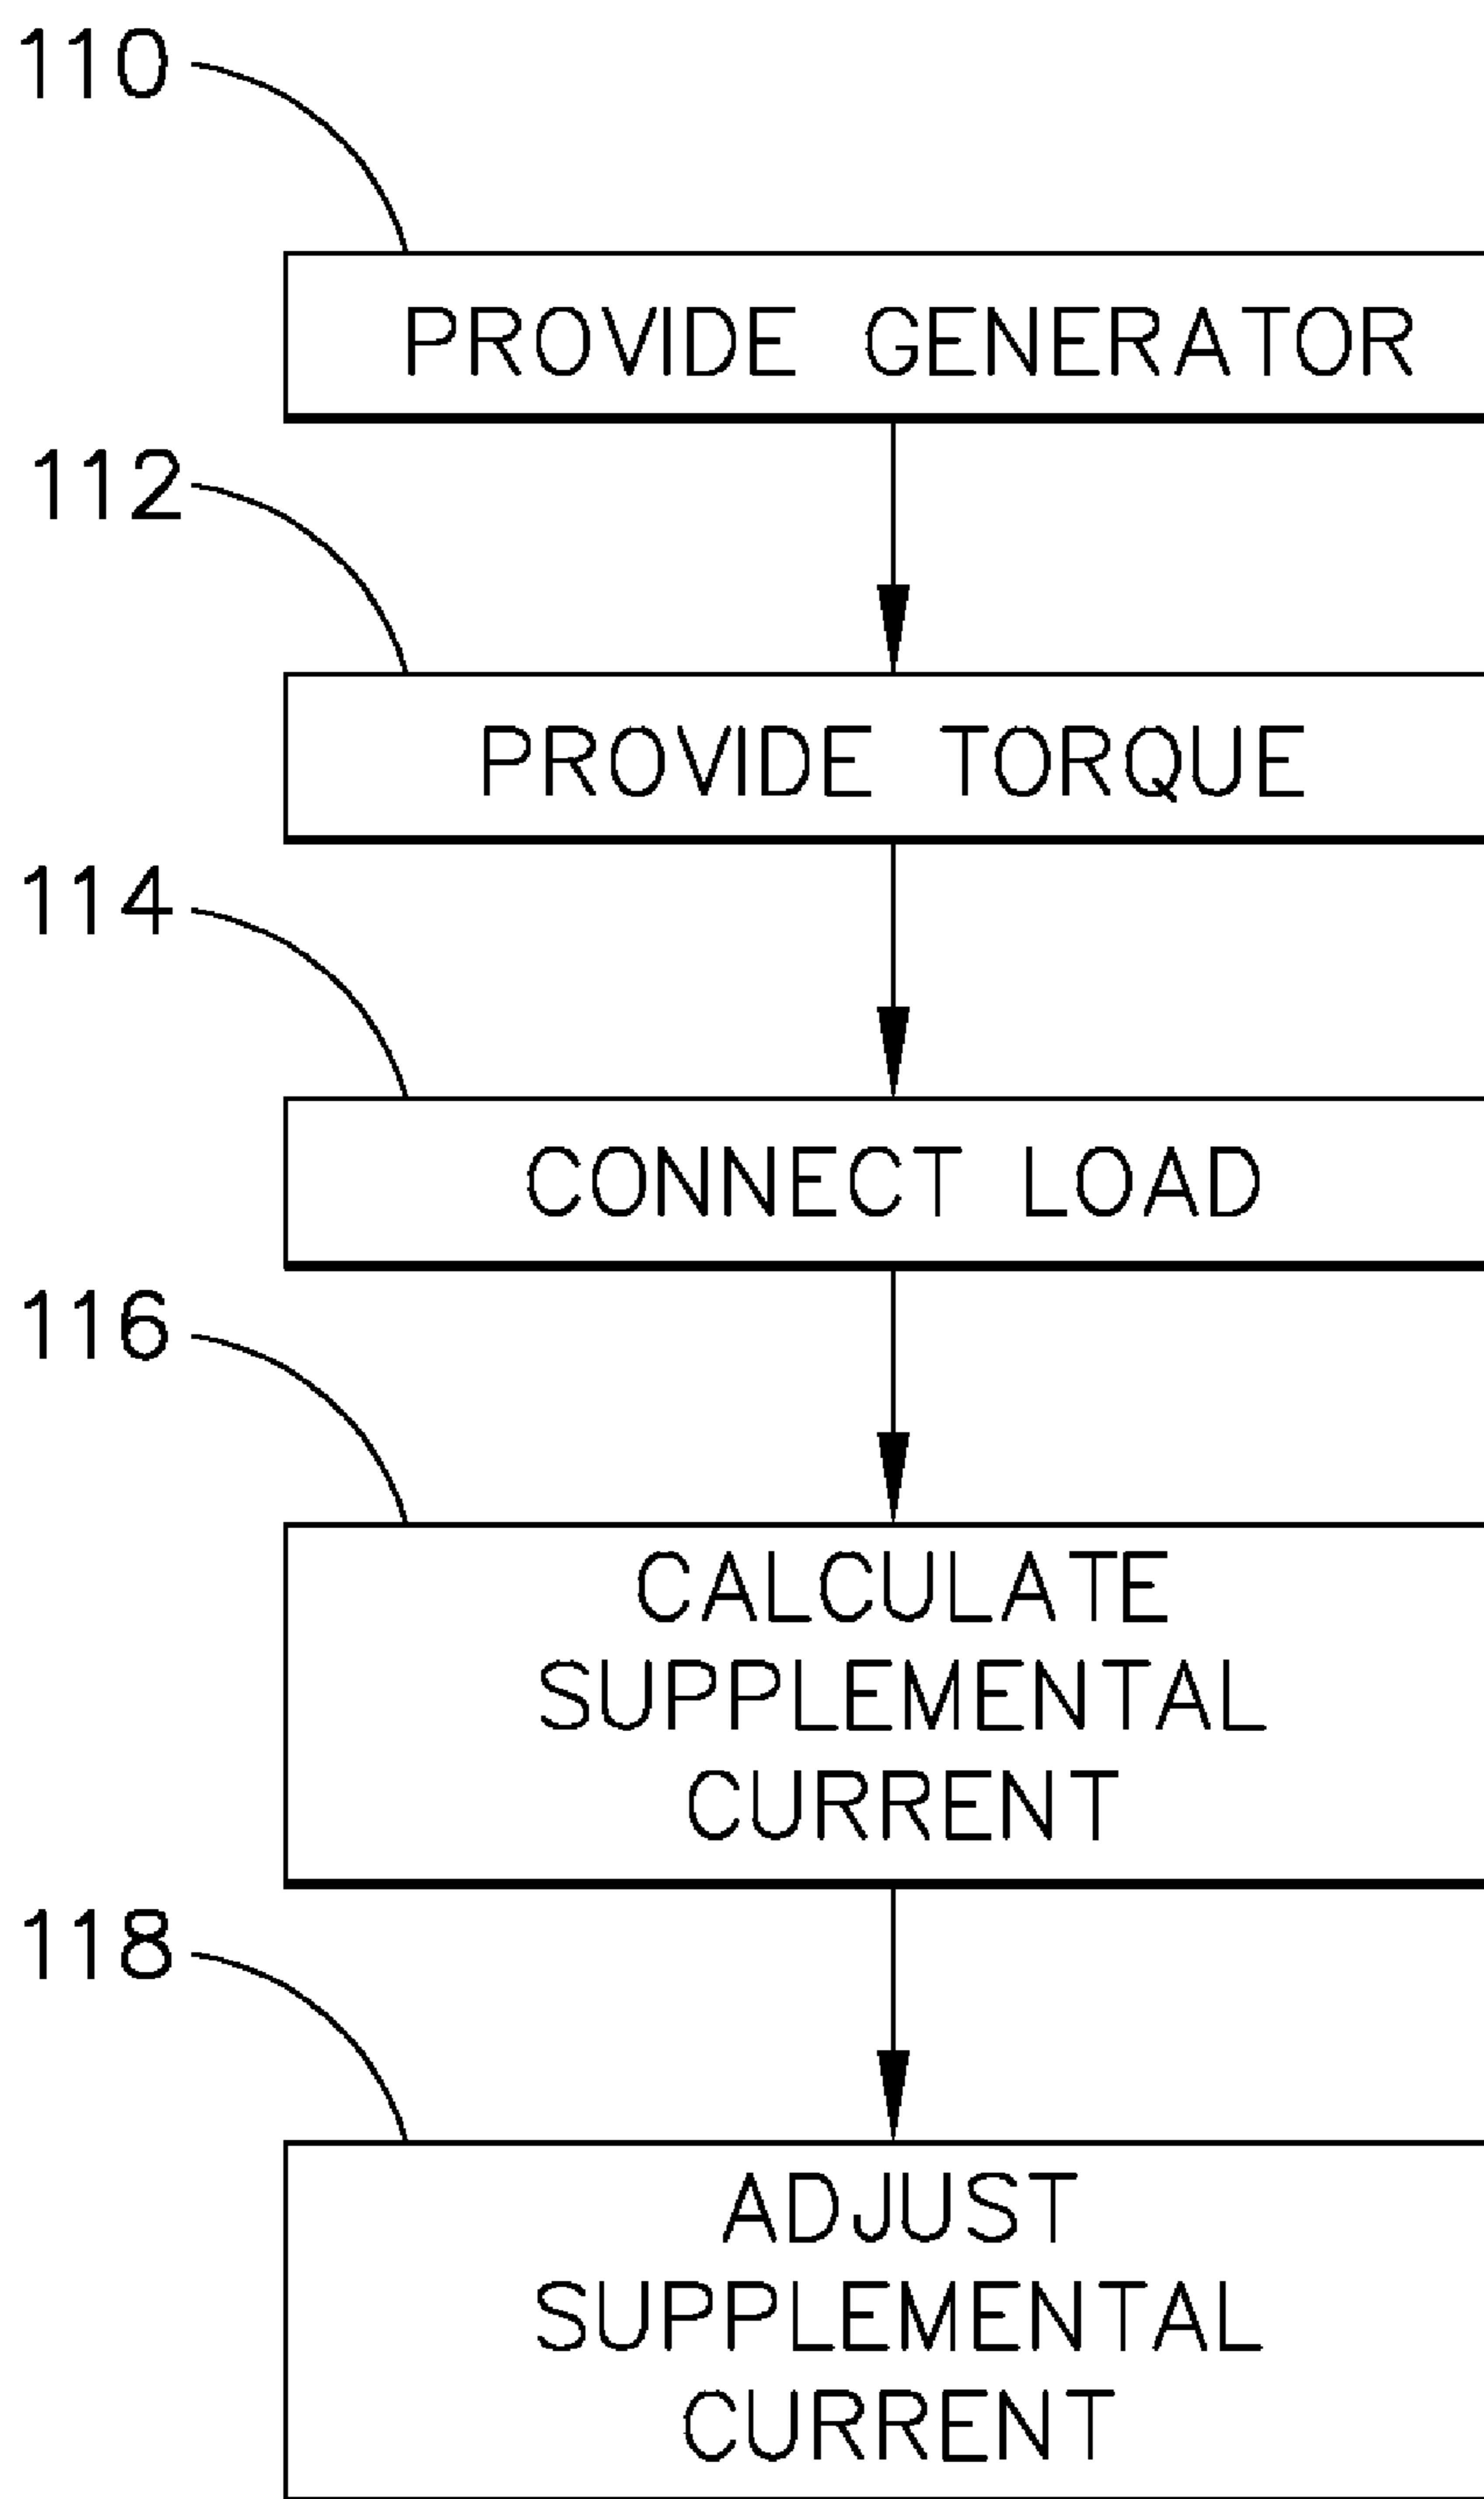 110
PROVIDE GENERATOR
112
PROVIDE TORQUE
114
CONNECT LOAD
116
CALCULATE
SUPPLEMENTAL
CURRENT
118
ADJUST
SUPPLEMENTAL
CURRENT